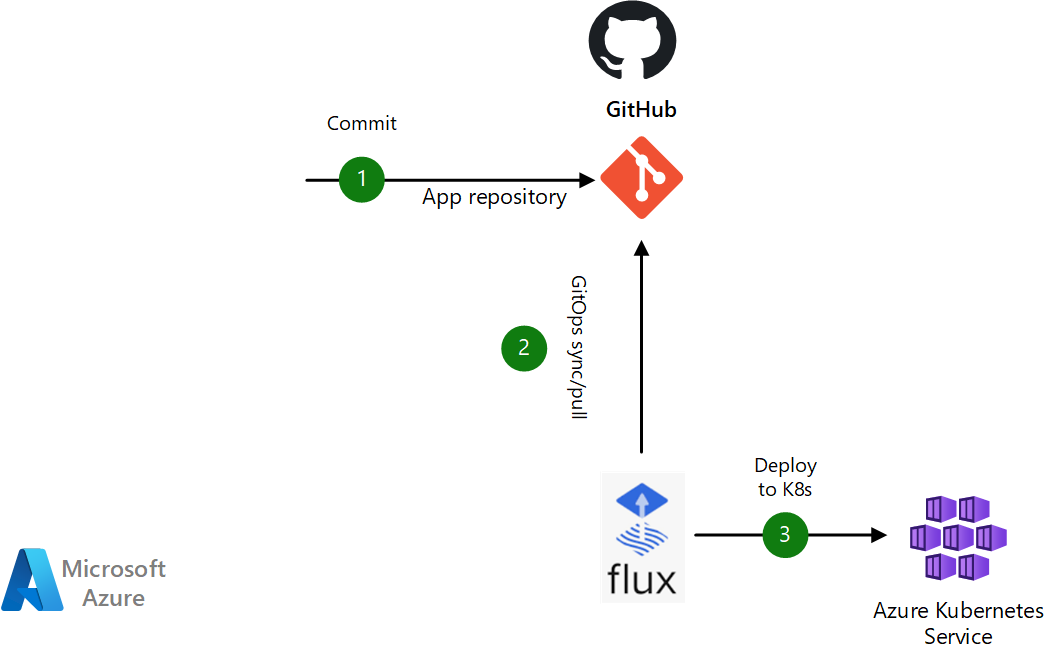 GitHub
Commit
1
App repository
GitOps sync/pull
2
Deploy
to K8s
3
flux
Microsoft
Azure
Azure Kubernetes
Service